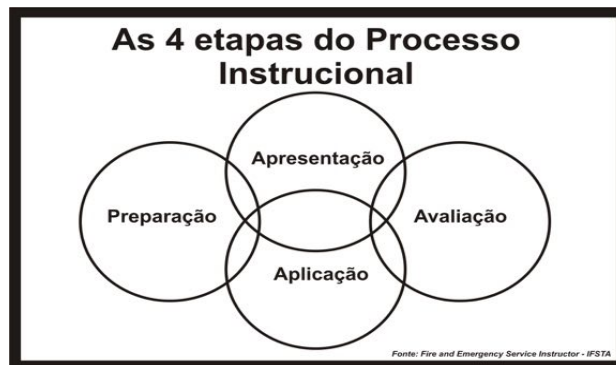 As 4 etapas do Processo
Instrucional
Apresentação
Preparação
Avaliação
Aplicação
Fonte: Fire and Emergency Service Instructor - IFSTA